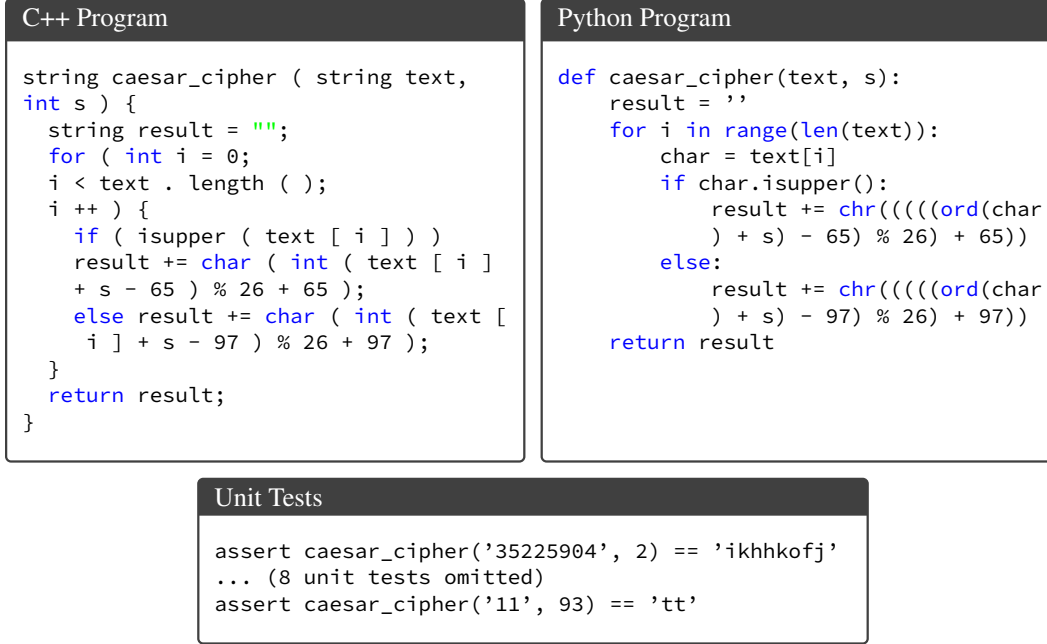 C++ Program
string caesar_cipher ( string text,
int s ) {
  string result = "";
  for ( int i = 0;
  i < text . length ( );
  i ++ ) {
    if ( isupper ( text [ i ] ) )
    result += char ( int ( text [ i ]
    + s - 65 ) % 26 + 65 );
    else result += char ( int ( text [
     i ] + s - 97 ) % 26 + 97 );
  }
  return result;
}
Python Program
def caesar_cipher(text, s):
    result = ’’
    for i in range(len(text)):
        char = text[i]
        if char.isupper():
            result += chr(((((ord(char
            ) + s) - 65) % 26) + 65))
        else:
            result += chr(((((ord(char
            ) + s) - 97) % 26) + 97))
    return result
Unit Tests
assert caesar_cipher(’35225904’, 2) == ’ikhhkofj’
... (8 unit tests omitted)
assert caesar_cipher(’11’, 93) == ’tt’